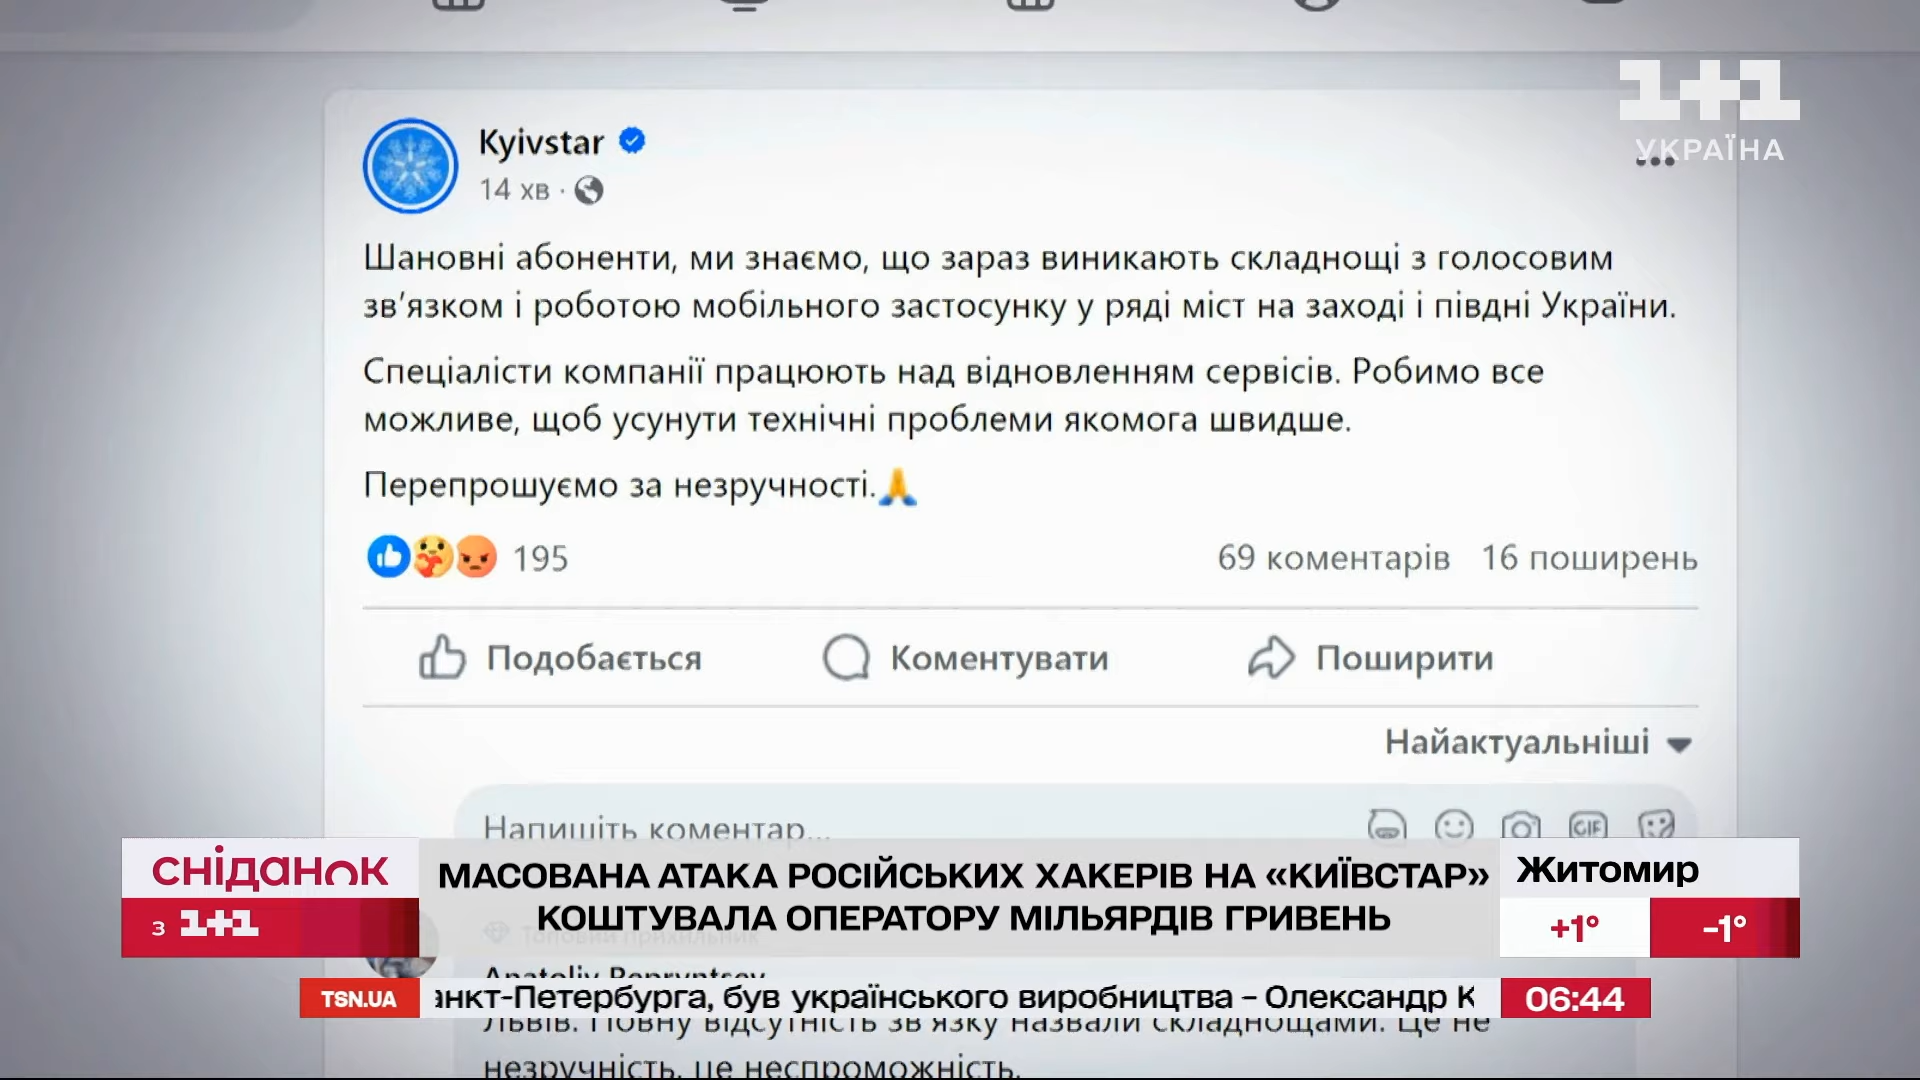 1+1
УКРАЇНА
Kyivstar
14 хв ·
Шановні абоненти, ми знаємо, що зараз виникають складнощі з голосовим
зв’язком і роботою мобільного застосунку у ряді міст на заході і півдні України.
Спеціалісти компанії працюють над відновленням сервісів. Робимо все
можливе, щоб усунути технічні проблеми якомога швидше.
Перепрошуємо за незручності.🙏
195
69 коментарів 16 поширень
Подобається Коментувати Поширити
Найактуальніші
Напишіть коментар...
GIF
СНІДАНОК
З 1+1
МАСОВАНА АТАКА РОСІЙСЬКИХ ХАКЕРІВ НА «КИЇВСТАР»
КОШТУВАЛА ОПЕРАТОРУ МІЛЬЯРДІВ ГРИВЕНЬ
Житомир
+1° -1°
Топовий прихильник
Anatoliy
TSN.UA
анкт-Петербурга, був українського виробництва – Олександр К
06:44
Львів. Повну відсутність зв'язку назвали складнощами. Це не
незручність, це неспроможність.